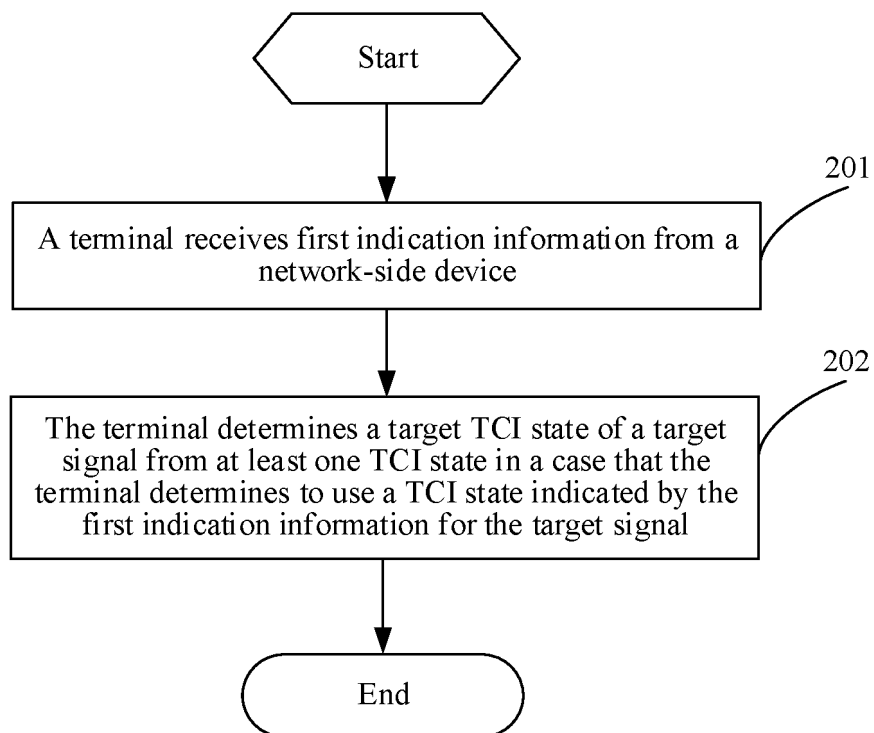 Start
201
A terminal receives first indication information from a
network-side device
202
The terminal determines a target TCI state of a target
signal from at least one TCI state in a case that the
terminal determines to use a TCI state indicated by the
first indication information for the target signal
End